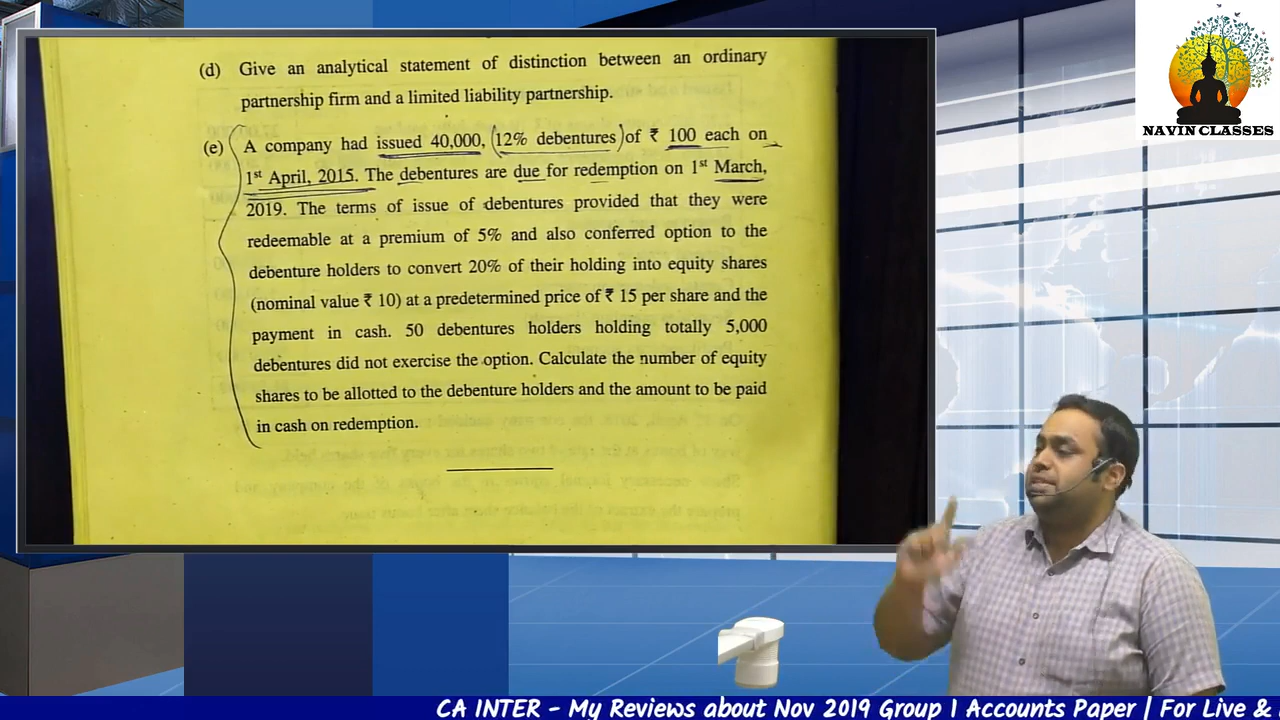 (d) Give an analytical statement of distinction between an ordinary
partnership firm and a limited liability partnership.
(e) A company had issued 40,000, (12% debentures) of ₹ 100 each on
1st April, 2015. The debentures are due for redemption on 1st March,
2019. The terms of issue of debentures provided that they were
redeemable at a premium of 5% and also conferred option to the
debenture holders to convert 20% of their holding into equity shares
(nominal value ₹ 10) at a predetermined price of ₹ 15 per share and the
payment in cash. 50 debentures holders holding totally 5,000
debentures did not exercise the option. Calculate the number of equity
shares to be allotted to the debenture holders and the amount to be paid
in cash on redemption.
NAVIN CLASSES
CA INTER - My Reviews about Nov 2019 Group 1 Accounts Paper | For Live &